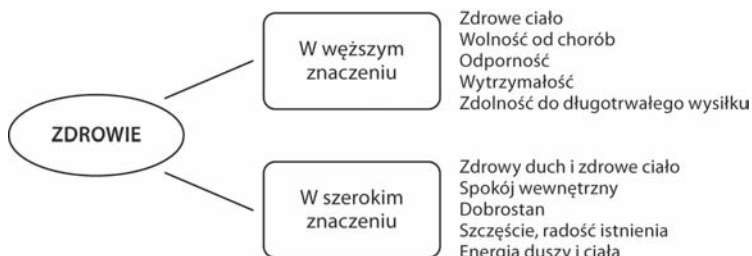 ZDROWIE
W węższym
znaczeniu
Zdrowe ciało
Wolność od chorób
Odporność
Wytrzymałość
Zdolność do długotrwałego wysiłku
W szerokim
znaczeniu
Zdrowy duch i zdrowe ciało
Spokój wewnętrzny
Dobrostan
Szczęście, radość istnienia
Energia duszy i ciała